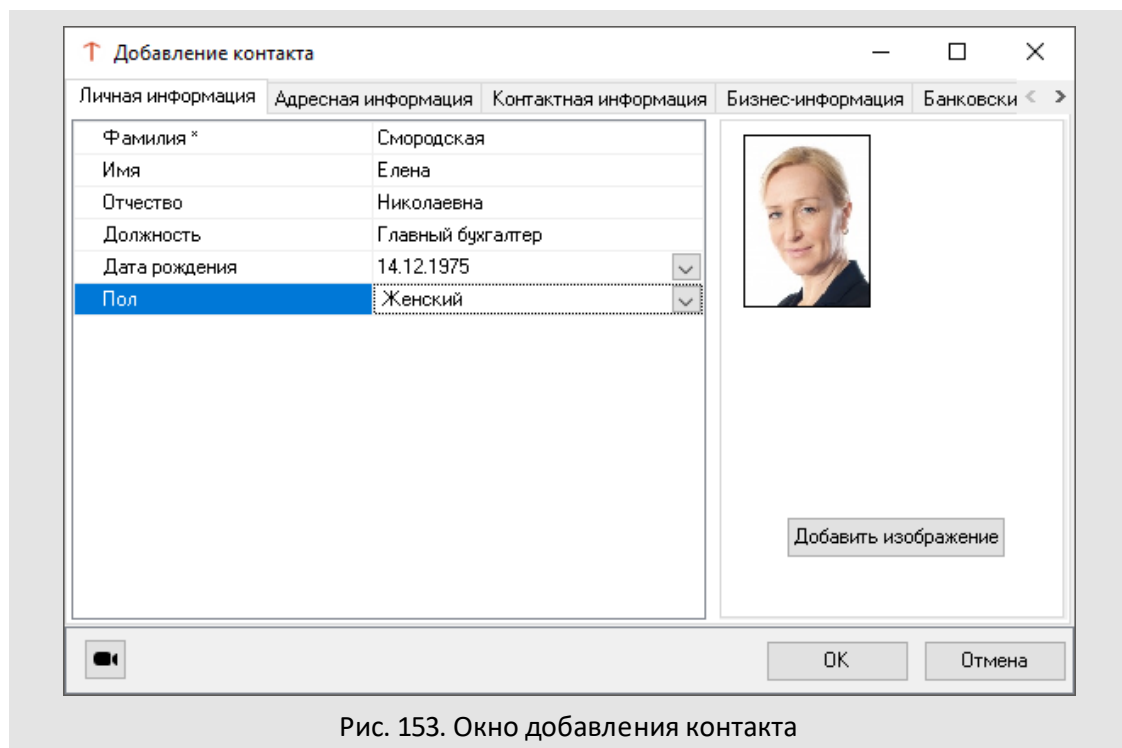 Добавление контакта
Личная информация Адресная информация Контактная информация Бизнес-информация Банковски
Фамилия * Смородская
Имя Елена
Отчество Николаевна
Должность Главный бухгалтер
Дата рождения 14.12.1975
Пол Женский
Добавить изображение
OK Отмена
Рис. 153. Окно добавления контакта